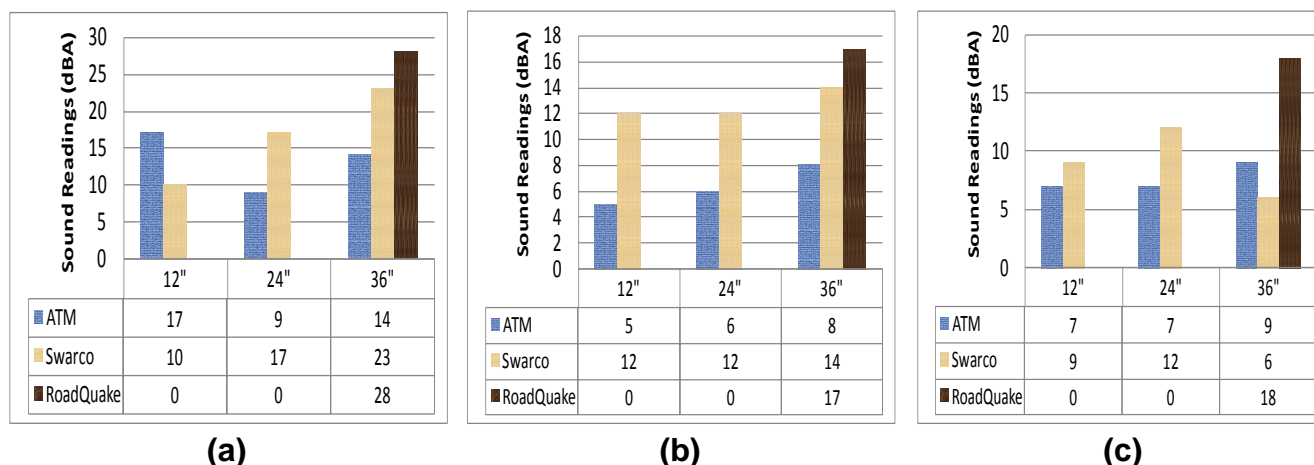 Sound Readings (dBA)
30
25
20
15
10
5
0
12" 24" 36"
ATM 17 9 14
Swarco 10 17 23
RoadQuake 0 0 28
(a)
Sound Readings (dBA)
18
16
14
12
10
8
6
4
2
0
12" 24" 36"
ATM 5 6 8
Swarco 12 12 14
RoadQuake 0 0 17
(b)
Sound Readings (dBA)
20
15
10
5
0
12" 24" 36"
ATM 7 7 9
Swarco 9 12 6
RoadQuake 0 0 18
(c)